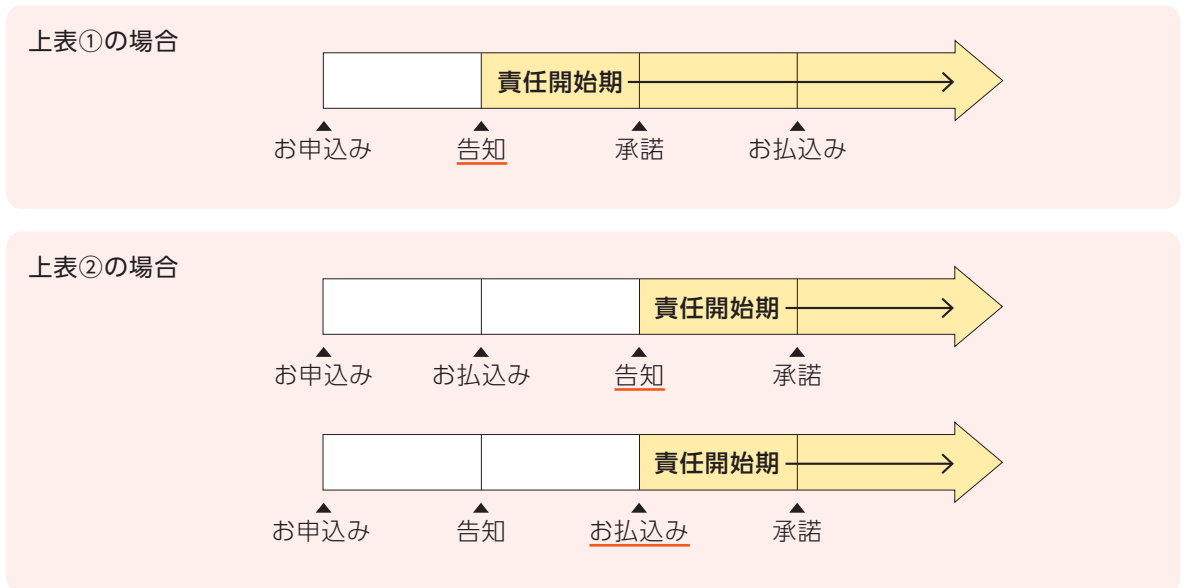 上表①の場合
責任開始期
お申込み 告知 承諾 お払込み
上表②の場合
責任開始期
お申込み お払込み 告知 承諾
責任開始期
お申込み 告知 お払込み 承諾